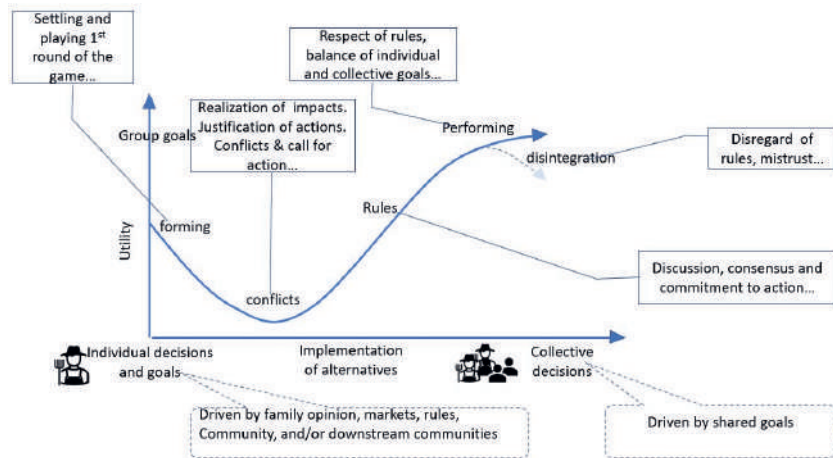 Settling and
playing 1st
round of the
game...
Respect of rules,
balance of individual
and collective goals...
Group goals
Realization of impacts.
Justification of actions.
Conflicts & call for
action...
Performing
disintegration
Disregard of
rules, mistrust...
Utility
forming
Rules
conflicts
Discussion, consensus and
commitment to action...
Individual decisions
and goals
Implementation
of alternatives
Collective
decisions
Driven by family opinion, markets, rules,
Community, and/or downstream communities
Driven by shared goals